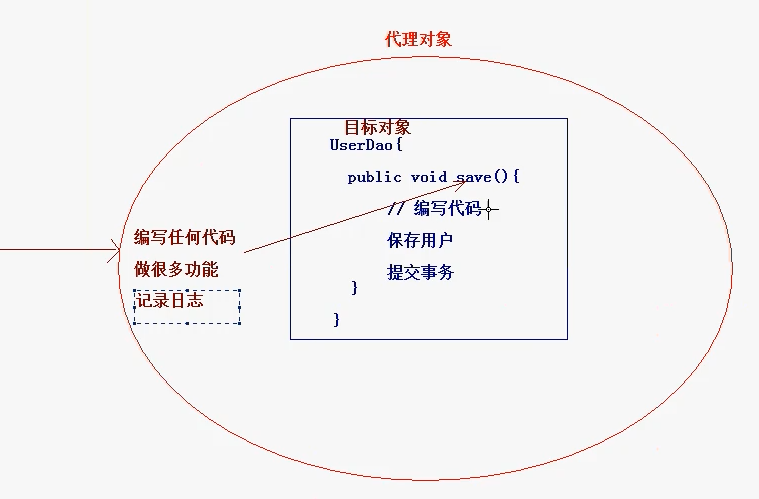 代理对象
目标对象
UserDao{
public void save(){
// 编写代码
编写任何代码
保存用户
做很多功能
提交事务
}
记录日志
}